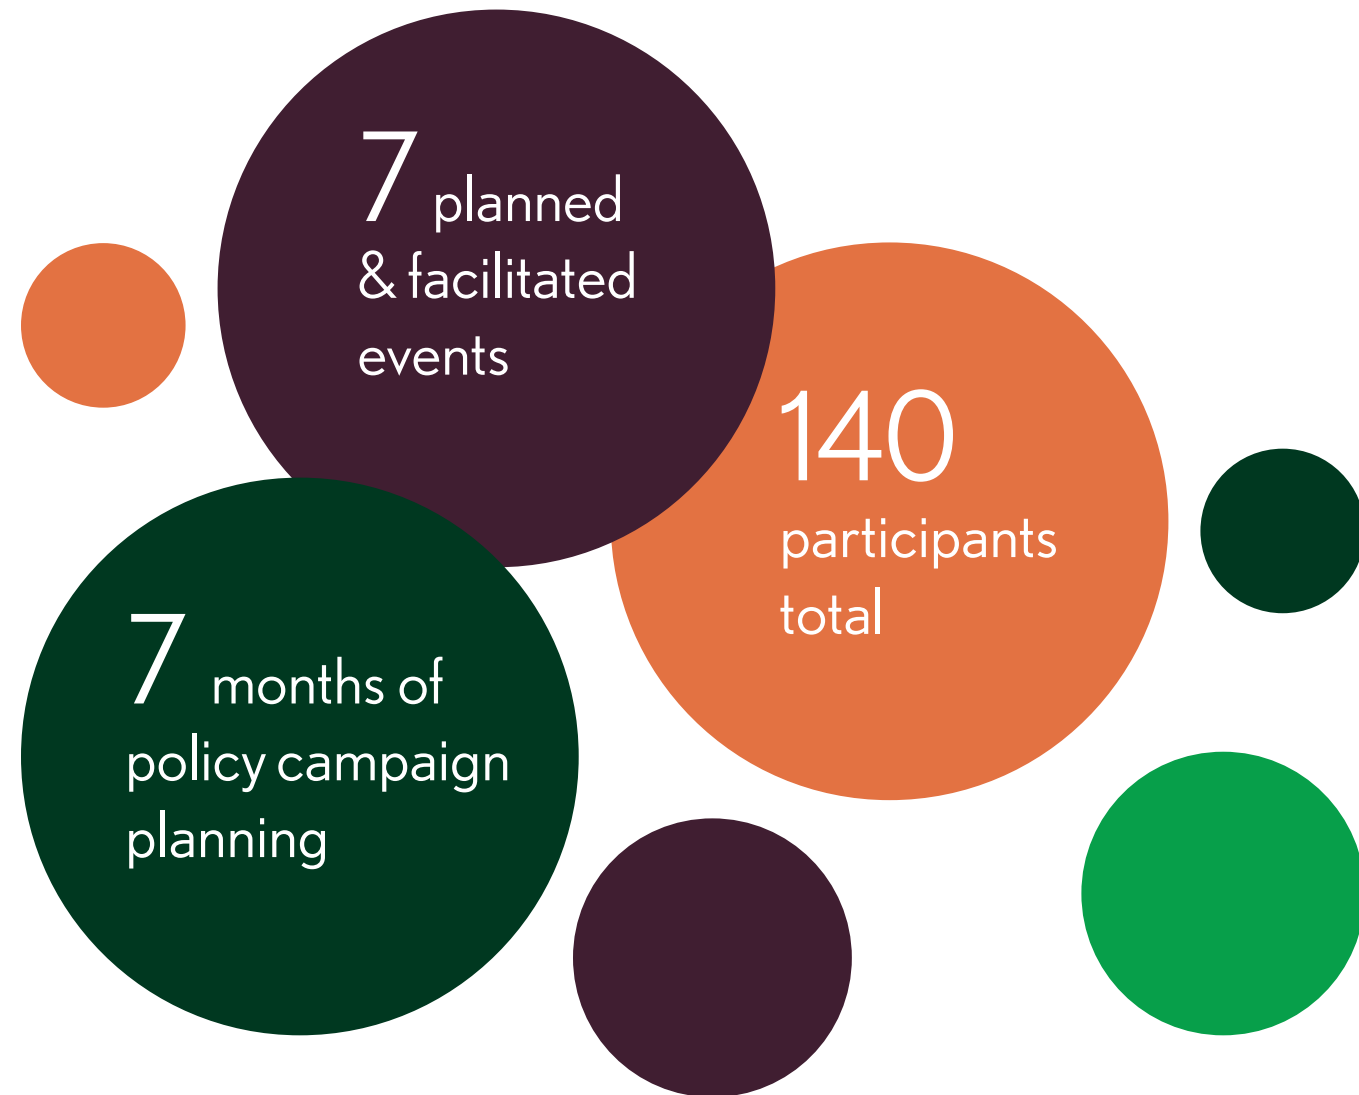 7 planned
& facilitated
events
140
participants
total
7 months of
policy campaign
planning